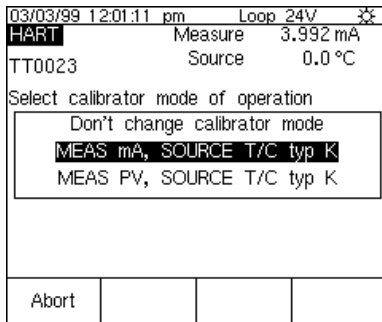 03/03/99 12:01:11 pm Loop 24V
HART Measure 3.992 mA
TT0023 Source 0.0 °C
Select calibrator mode of operation
Don't change calibrator mode
MEAS mA, SOURCE T/C typ K
MEAS PV, SOURCE T/C typ K
Abort